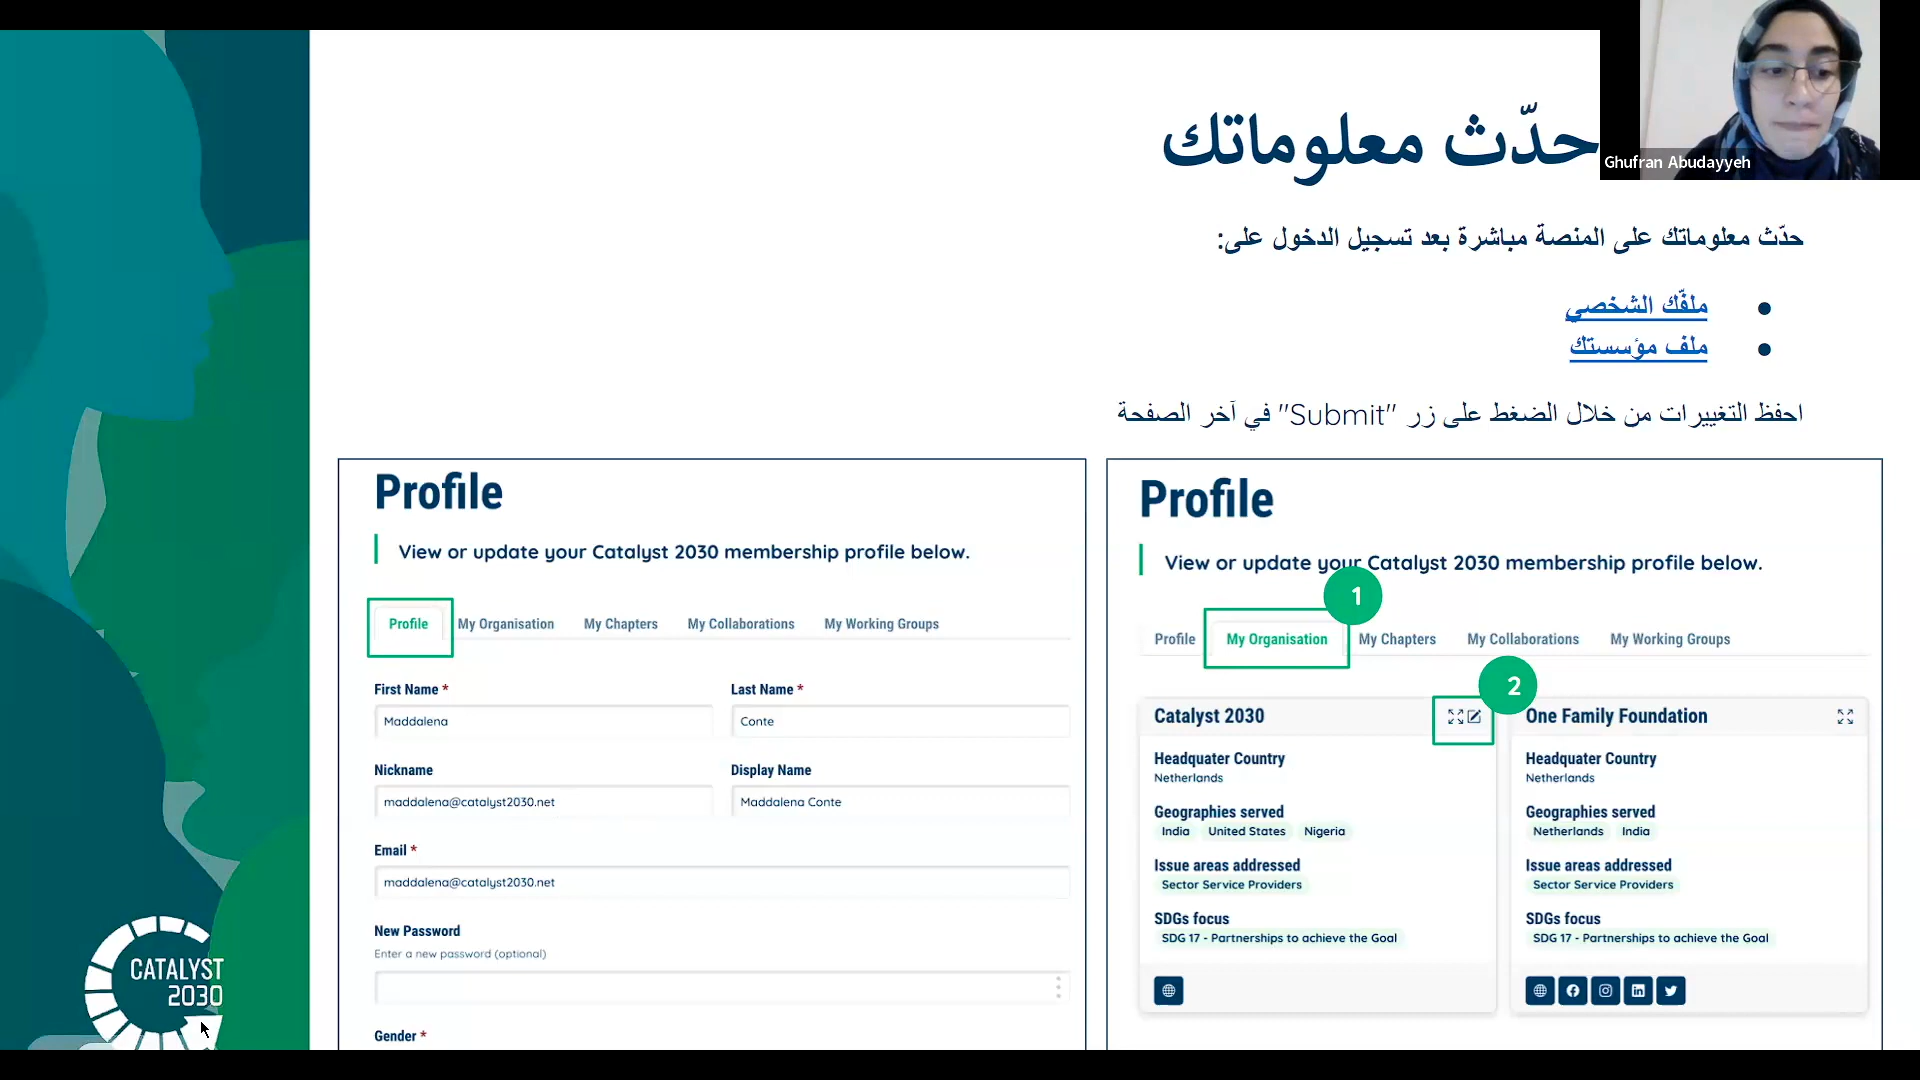 حدّث معلوماتك
Ghufran Abudayyeh
حدّث معلوماتك على المنصة مباشرة بعد تسجيل الدخول على:
ملفّك الشخصي
ملف مؤسستك
احفظ التغييرات من خلال الضغط على زر "Submit" في آخر الصفحة
Profile
View or update your Catalyst 2030 membership profile below.
Profile My Organisation My Chapters My Collaborations My Working Groups
First Name * Last Name *
Maddalena Conte
Nickname Display Name
maddalena@catalyst2030.net Maddalena Conte
Email *
maddalena@catalyst2030.net
New Password
Enter a new password (optional)
Gender *
Profile
View or update your Catalyst 2030 membership profile below.
1
Profile My Organisation My Chapters My Collaborations My Working Groups
2
Catalyst 2030
Headquater Country
Netherlands
Geographies served
India United States Nigeria
Issue areas addressed
Sector Service Providers
SDGs focus
SDG 17 - Partnerships to achieve the Goal
One Family Foundation
Headquater Country
Netherlands
Geographies served
Netherlands India
Issue areas addressed
Sector Service Providers
SDGs focus
SDG 17 - Partnerships to achieve the Goal
CATALYST
2030